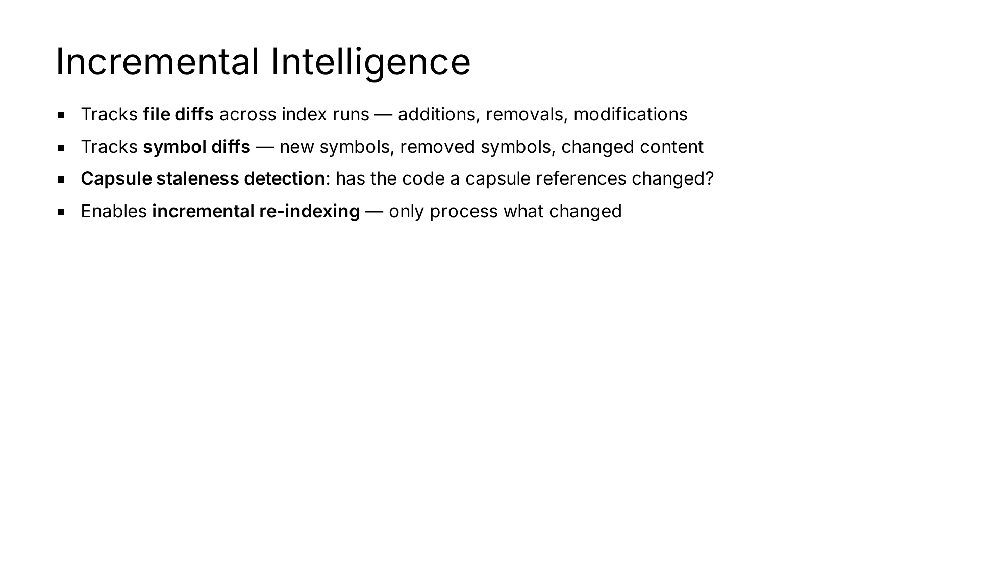 Incremental Intelligence
▪ Tracks file diffs across index runs — additions, removals, modifications
▪ Tracks symbol diffs — new symbols, removed symbols, changed content
▪ Capsule staleness detection: has the code a capsule references changed?
▪ Enables incremental re-indexing — only process what changed